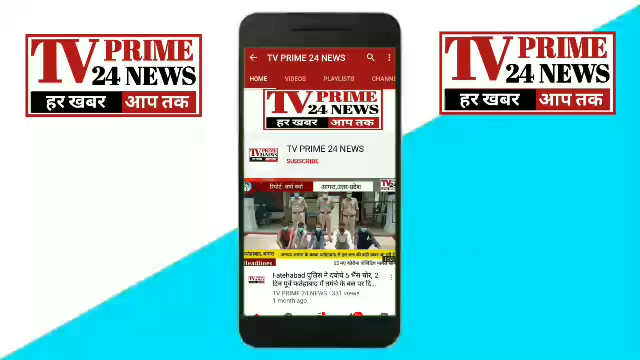 TV PRIME
24 NEWS
हर खबर आप तक
TV PRIME
24 NEWS
हर खबर आप तक
TV PRIME 24 NEWS
HOME VIDEOS PLAYLISTS CHANN
TV PRIME
24 NEWS
हर खबर आप तक
TV PRIME 24 NEWS
SUBSCRIBE
रिपोर्ट- वर्षा वर्मा आगरा,उत्तर-प्रदेश
Headlines
Fatehabad पुलिस ने दबोचे 5 भैंस चोर, 2
दिन पूर्व फतेहाबाद में तमंचे के बल पर दि...
TV PRIME 24 NEWS · 331 views
1 month ago